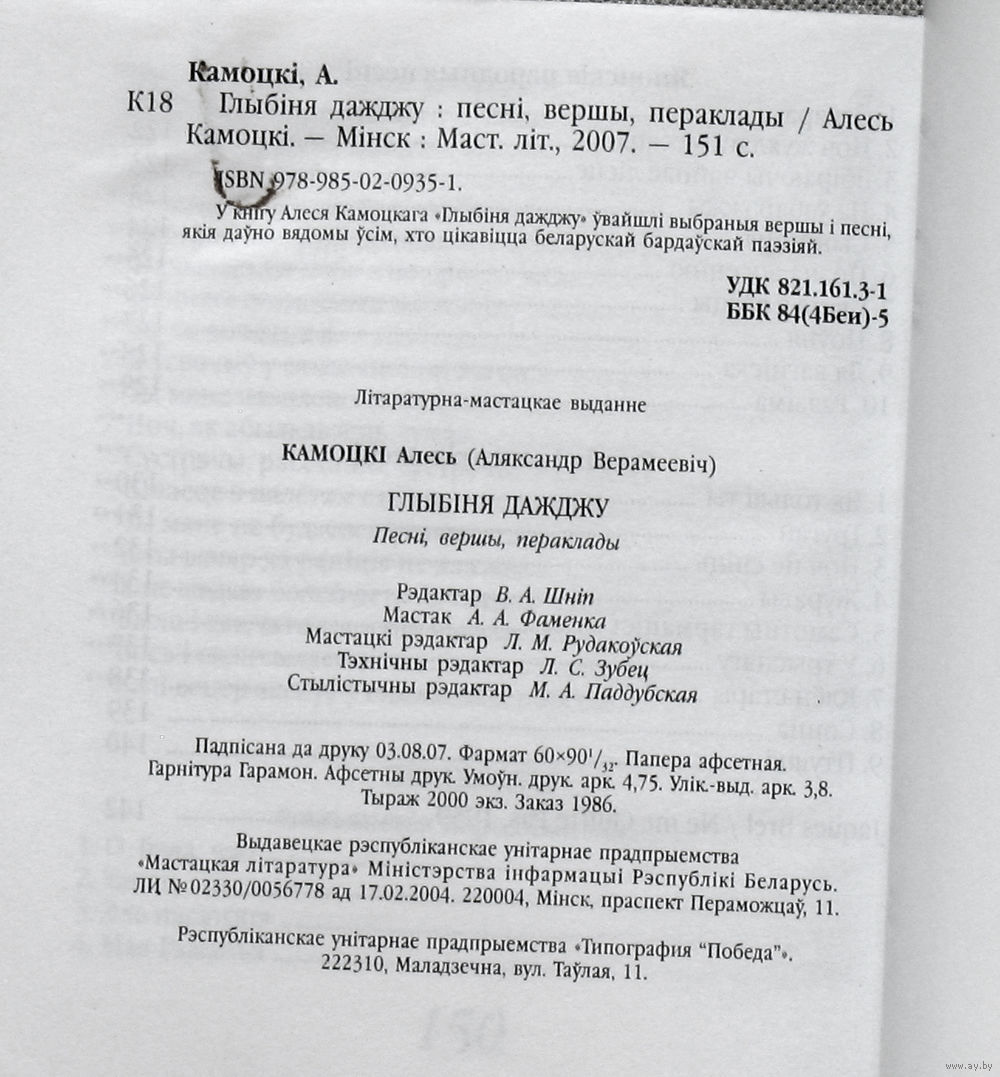 Камоцкі, А.
К18 Глыбіня дажджу : песні, вершы, пераклады / Алесь
Камоцкі. — Мінск : Маст. літ., 2007. — 151 с.
ISBN 978-985-02-0935-1.
У кнігу Алеся Камоцкага «Глыбіня дажджу» ўвайшлі выбраныя вершы і песні,
якія даўно вядомы ўсім, хто цікавіцца беларускай бардаўскай паэзіяй.
УДК 821.161.3-1
ББК 84(4Беи)-5
Літаратурна-мастацкае выданне
КАМОЦКІ Алесь (Аляксандр Верамеевіч)
ГЛЫБІНЯ ДАЖДЖУ
Песні, вершы, пераклады
Рэдактар В. А. Шніп
Мастак А. А. Фаменка
Мастацкі рэдактар Л. М. Рудакоўская
Тэхнічны рэдактар Л. С. Зубец
Стылістычны рэдактар М. А. Паддубская
Падпісана да друку 03.08.07. Фармат 60×90¹/₃₂. Папера афсетная.
Гарнітура Гарамон. Афсетны друк. Умоўн. друк. арк. 4,75. Улік.-выд. арк. 3,8.
Тыраж 2000 экз. Заказ 1986.
Выдавецкае рэспубліканскае унітарнае прадпрыемства
«Мастацкая літаратура» Міністэрства інфармацыі Рэспублікі Беларусь.
ЛИ №02330/0056778 ад 17.02.2004. 220004, Мінск, праспект Пераможцаў, 11.
Рэспубліканскае унітарнае прадпрыемства «Типография “Победа”».
222310, Маладзечна, вул. Таўлая, 11.
www.ay.by